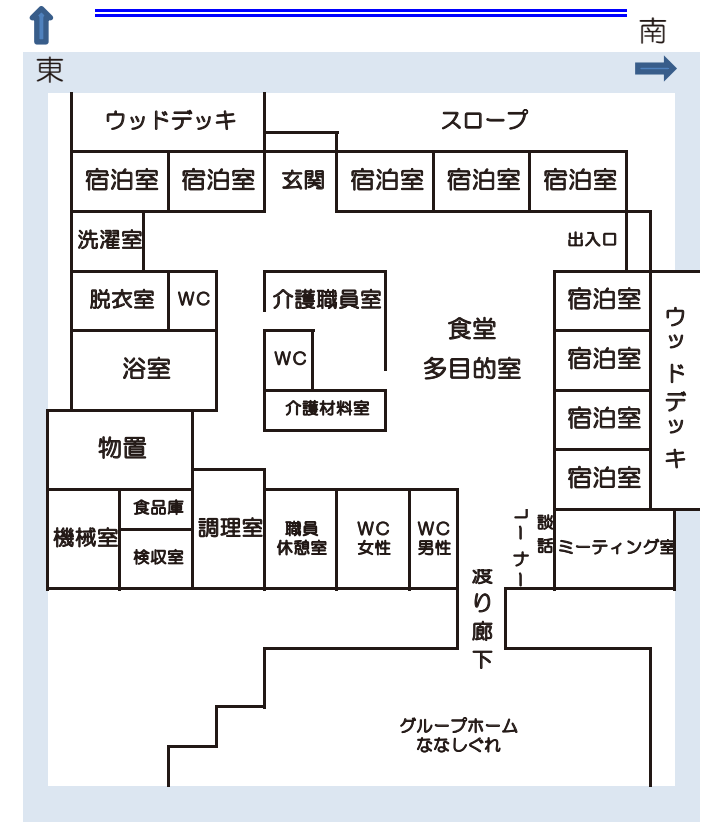 南
東
ウッドデッキ
スロープ
宿泊室
宿泊室
玄関
宿泊室
宿泊室
宿泊室
洗濯室
出入口
脱衣室
WC
介護職員室
宿泊室
ウッドデッキ
食堂
多目的室
浴室
WC
宿泊室
介護材料室
宿泊室
物置
宿泊室
機械室
食品庫
検収室
調理室
職員
休憩室
WC
女性
WC
男性
談話
コーナー
ミーティング室
渡り廊下
グループホーム
ななしぐれ